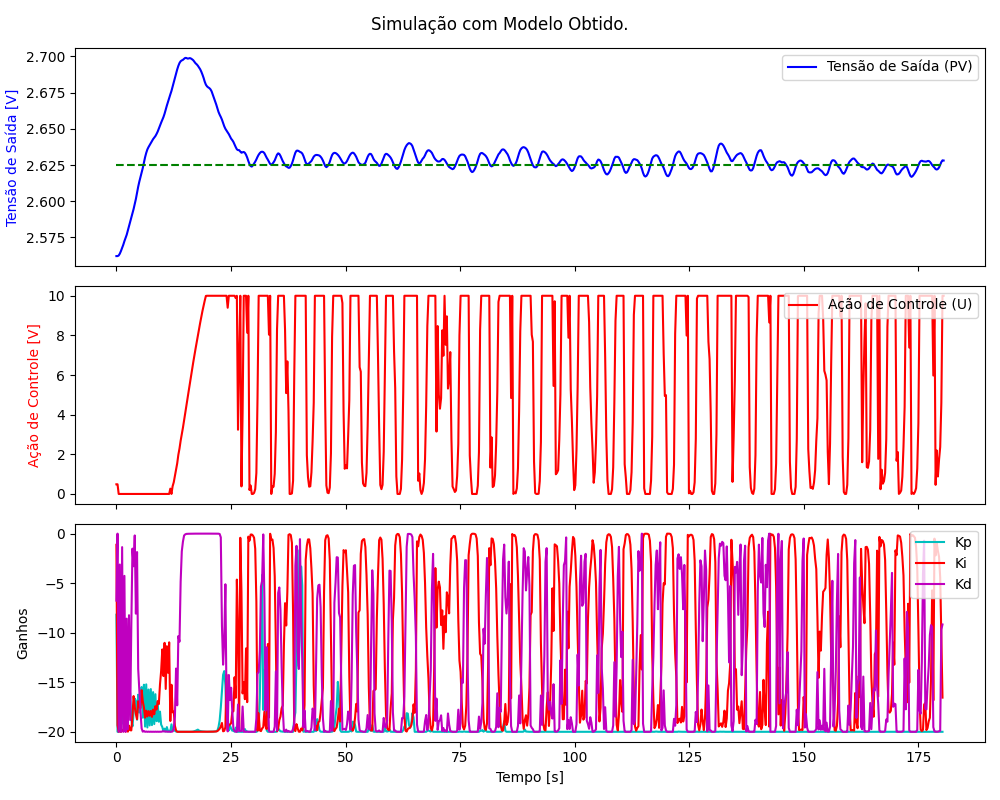 Simulação com Modelo Obtido.
Tensão de Saída [V]
2.700
2.675
2.650
2.625
2.600
2.575
Tensão de Saída (PV)
Ação de Controle [V]
10
8
6
4
2
0
Ação de Controle (U)
Ganhos
0
−5
−10
−15
−20
Kp
Ki
Kd
0 25 50 75 100 125 150 175
Tempo [s]